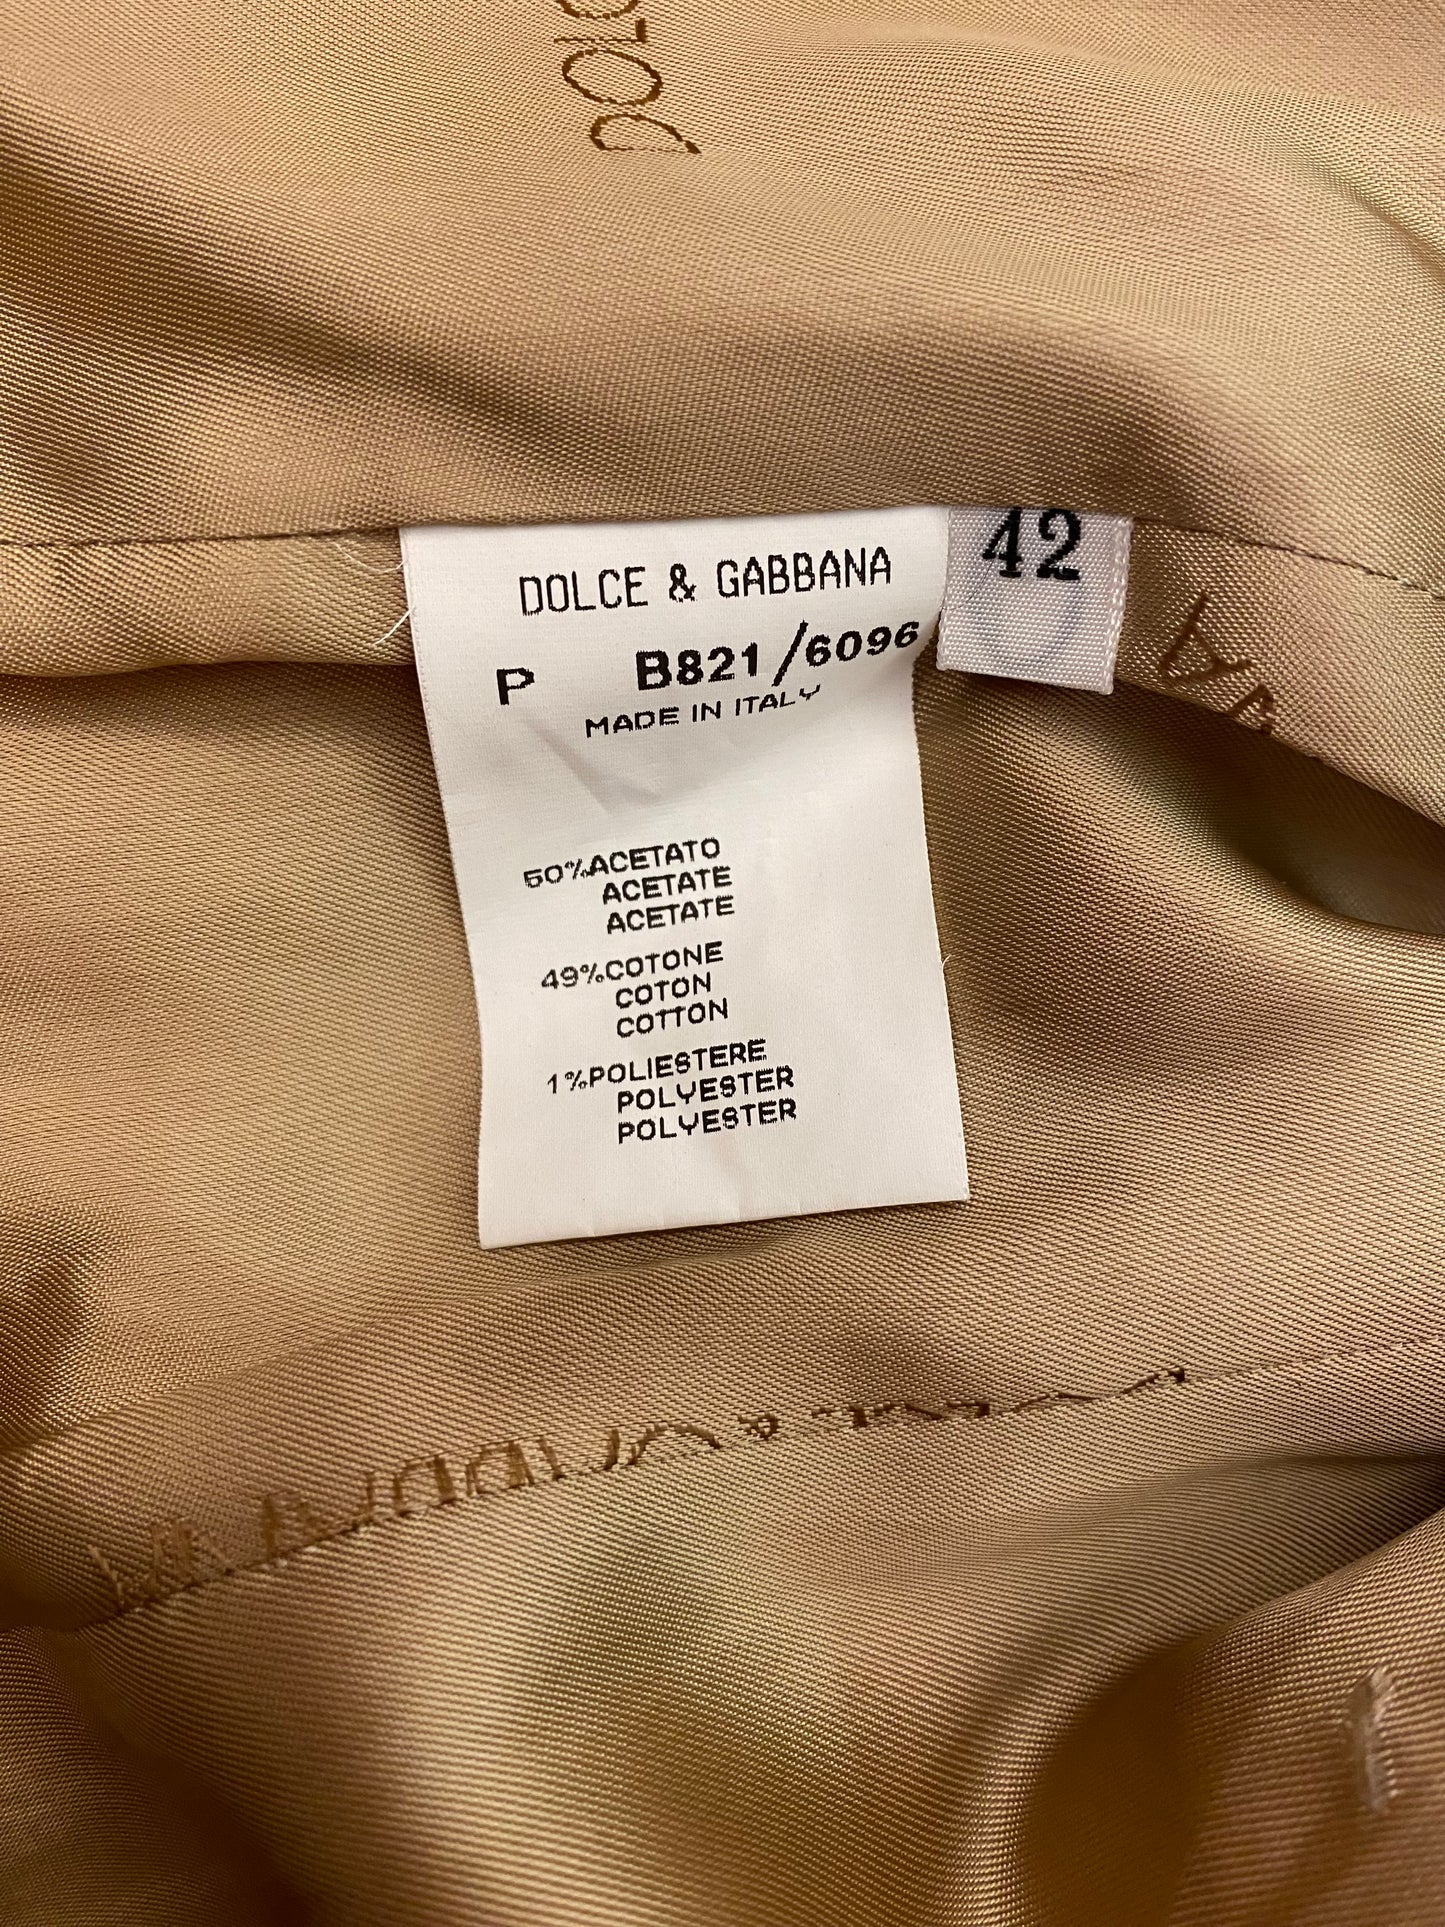 DOLCE & GABBANA
42
P B821/6096
MADE IN ITALY
50%ACETATO
ACETATE
ACETATE
49%COTONE
COTON
COTTON
1%POLIESTERE
POLYESTER
POLYESTER